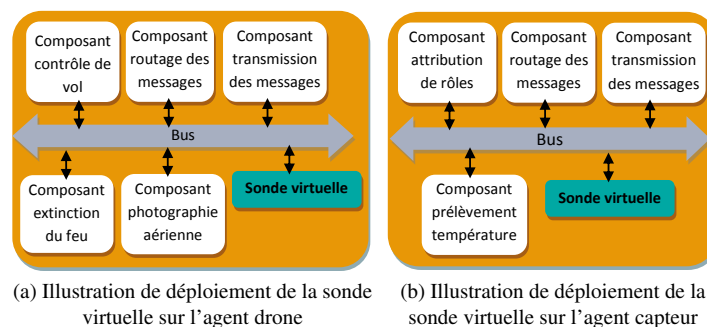 Composant
contrôle de
vol
Composant
routage des
messages
Composant
transmission
des messages
Bus
Composant
extinction
du feu
Composant
photographie
aérienne
Sonde virtuelle
(a) Illustration de déploiement de la sonde
virtuelle sur l'agent drone
Composant
attribution
de rôles
Composant
routage des
messages
Composant
transmission
des messages
Bus
Composant
prélèvement
température
Sonde virtuelle
(b) Illustration de déploiement de la
sonde virtuelle sur l'agent capteur